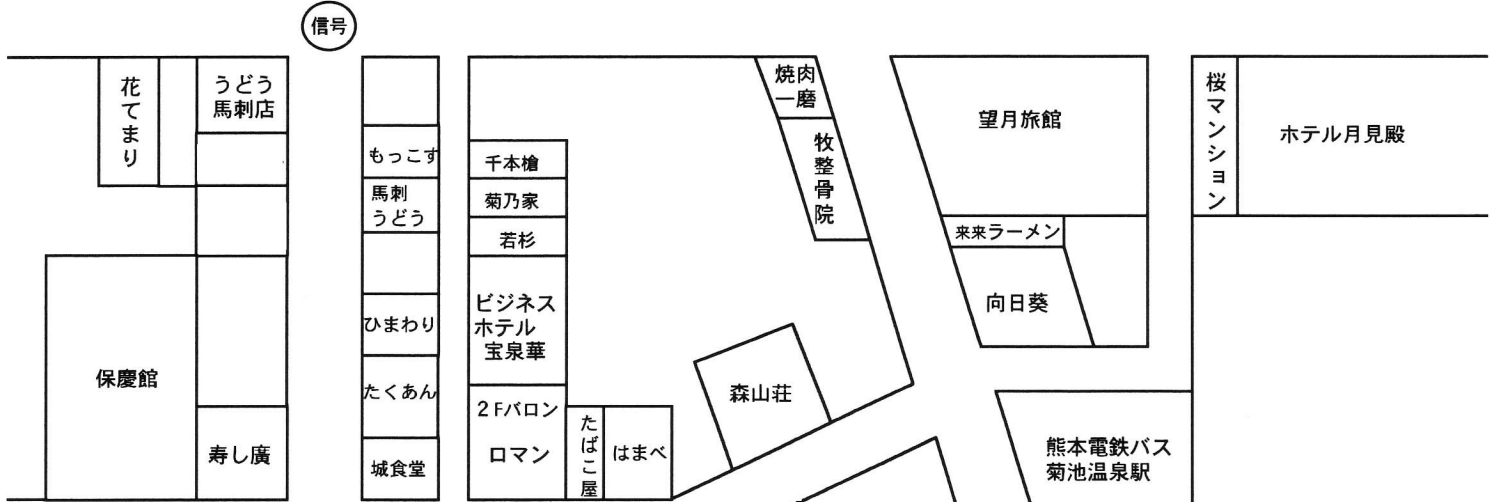 信号
花てまり
うどう
馬刺店
保慶館
寿し廣
もっこす
馬刺
うどう
ひまわり
たくあん
城食堂
千本槍
菊乃家
若杉
ビジネス
ホテル
宝泉華
2Fバロン
ロマン
たばこ屋
はまべ
焼肉
一磨
牧整骨院
森山荘
望月旅館
来来ラーメン
向日葵
熊本電鉄バス
菊池温泉駅
桜マンション
ホテル月見殿